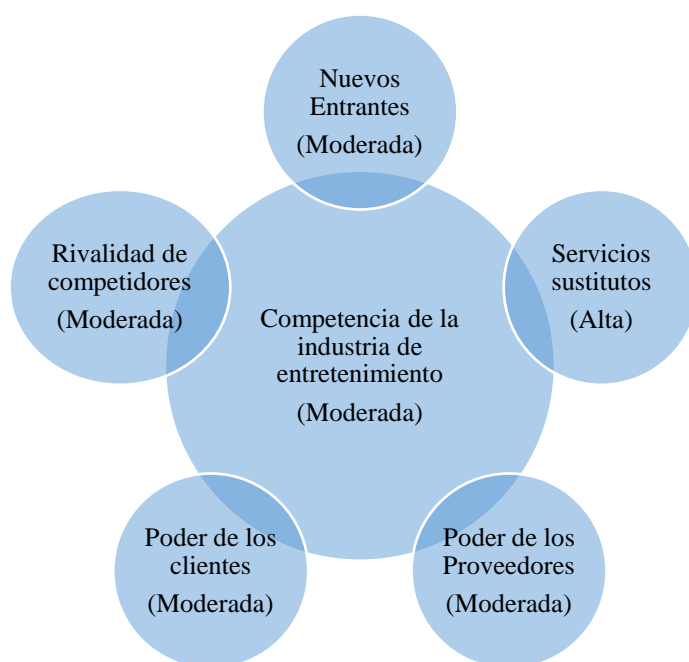 Nuevos
Entrantes
(Moderada)
Rivalidad de
competidores
(Moderada)
Servicios
sustitutos
(Alta)
Competencia de la
industria de
entretenimiento
(Moderada)
Poder de los
clientes
(Moderada)
Poder de los
Proveedores
(Moderada)